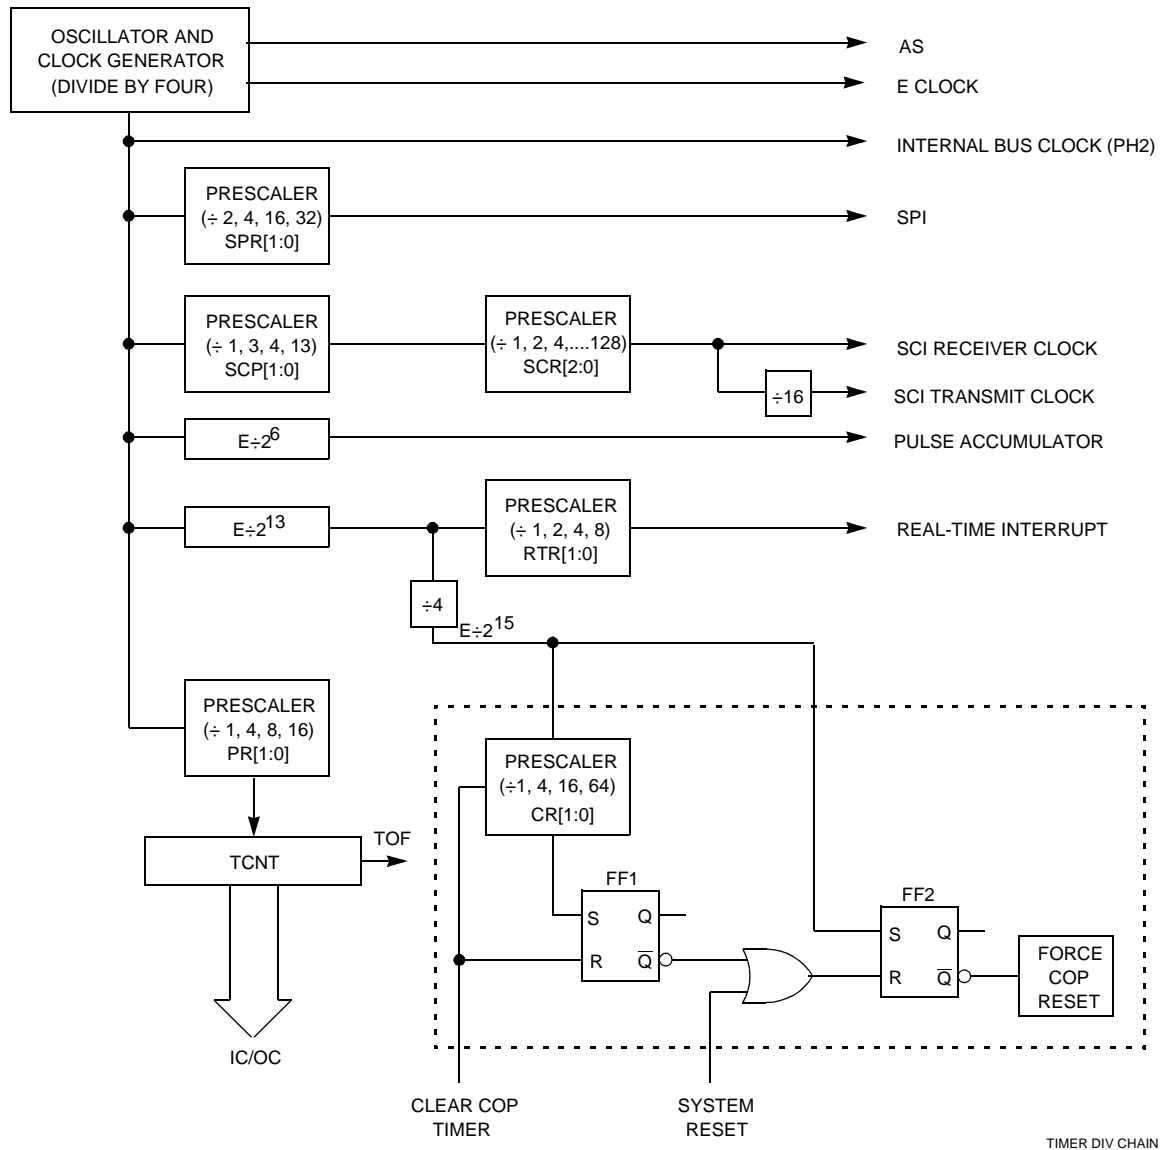 OSCILLATOR AND
CLOCK GENERATOR
(DIVIDE BY FOUR)
AS
E CLOCK
INTERNAL BUS CLOCK (PH2)
PRESCALER
(÷ 2, 4, 16, 32)
SPR[1:0]
SPI
PRESCALER
(÷ 1, 3, 4, 13)
SCP[1:0]
PRESCALER
(÷ 1, 2, 4,....128)
SCR[2:0]
SCI RECEIVER CLOCK
÷16
SCI TRANSMIT CLOCK
E÷2⁶
PULSE ACCUMULATOR
E÷2¹³
PRESCALER
(÷ 1, 2, 4, 8)
RTR[1:0]
REAL-TIME INTERRUPT
÷4
E÷2¹⁵
PRESCALER
(÷ 1, 4, 8, 16)
PR[1:0]
TCNT
TOF
IC/OC
PRESCALER
(÷1, 4, 16, 64)
CR[1:0]
FF1
S Q
R Q̅
FF2
S Q
R Q̅
FORCE
COP
RESET
CLEAR COP
TIMER
SYSTEM
RESET
TIMER DIV CHAIN